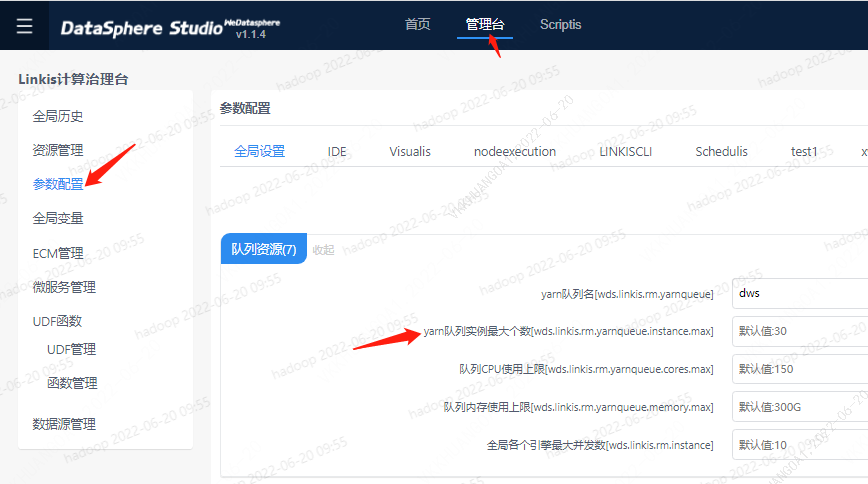 DataSphere Studio WeDatasphere
v1.1.4
首页 管理台 Scriptis
Linkis计算治理台
全局历史
资源管理
参数配置
全局变量
ECM管理
微服务管理
UDF函数
UDF管理
函数管理
数据源管理
参数配置
全局设置 IDE Visualis nodeexecution LINKISCLI Schedulis test1 x
队列资源(7) 收起
yarn队列名[wds.linkis.rm.yarnqueue] dws
yarn队列实例最大个数[wds.linkis.rm.yarnqueue.instance.max] 默认值:30
队列CPU使用上限[wds.linkis.rm.yarnqueue.cores.max] 默认值:150
队列内存使用上限[wds.linkis.rm.yarnqueue.memory.max] 默认值:300G
全局各个引擎最大并发数[wds.linkis.rm.instance] 默认值:10
hadoop 2022-06-20 09:55